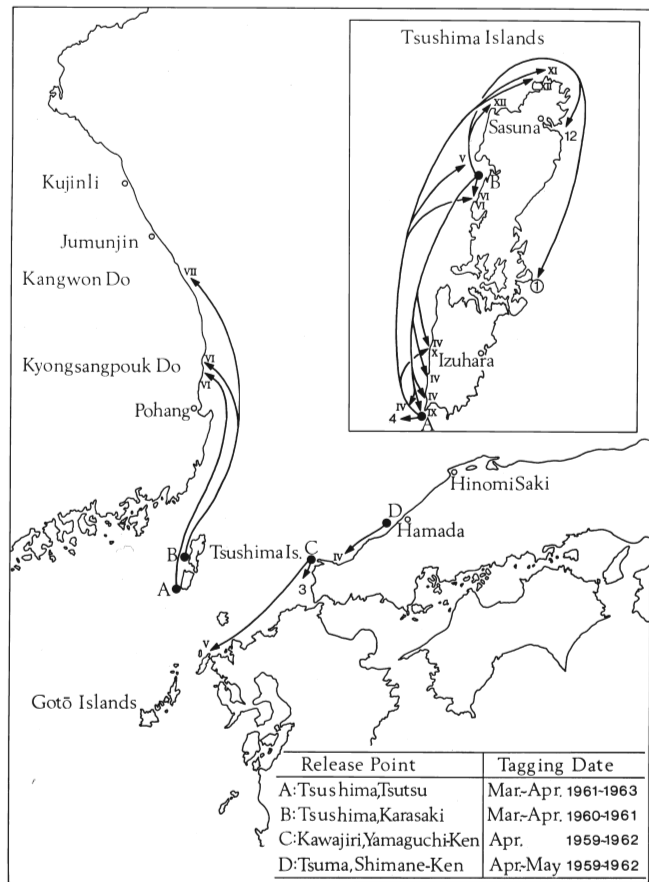 Tsushima Islands
XI
XII
XII
Sasuna
12
V
B
VI
VI
1
IV
X
Izuhara
IV
IV
IV
IX
4
A
Kujinli
Jumunjin
Kangwon Do
VII
Kyongsangpouk Do
VI
VI
Pohang
Hinomi Saki
D
Hamada
B
Tsushima Is.
C
IV
3
A
V
Gotō Islands
Release Point Tagging Date
A:Tsushima,Tsutsu Mar.-Apr. 1961-1963
B:Tsushima,Karasaki Mar.-Apr. 1960-1961
C:Kawajiri,Yamaguchi-Ken Apr. 1959-1962
D:Tsuma,Shimane-Ken Apr.-May 1959-1962